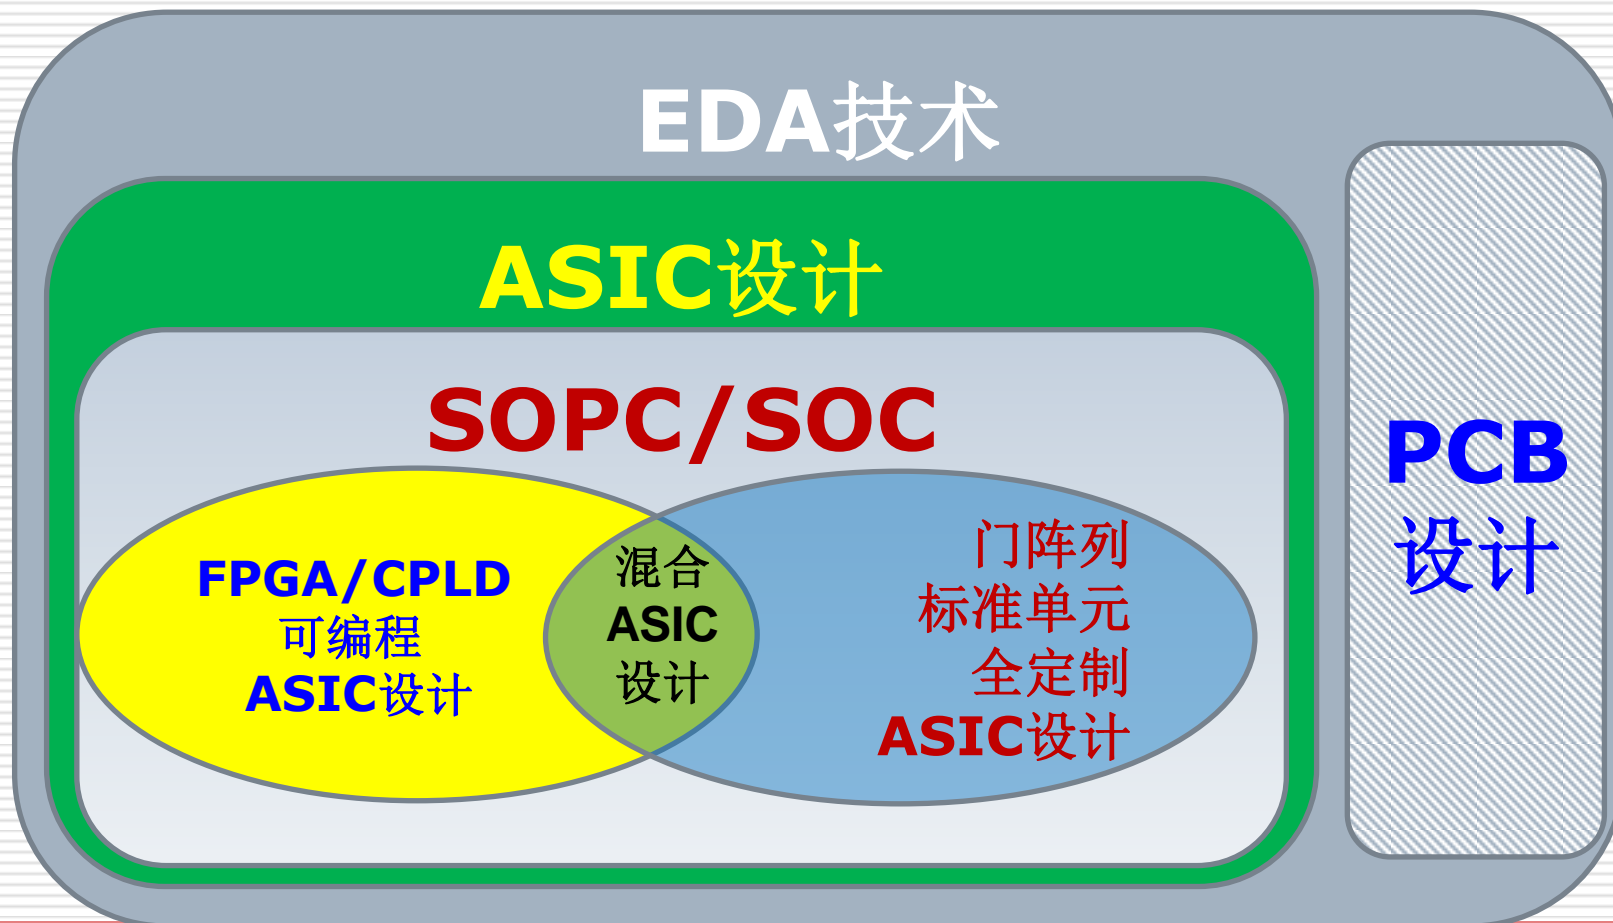 EDA技术
ASIC设计
SOPC/SOC
FPGA/CPLD
可编程
ASIC设计
混合
ASIC
设计
门阵列
标准单元
全定制
ASIC设计
PCB
设计